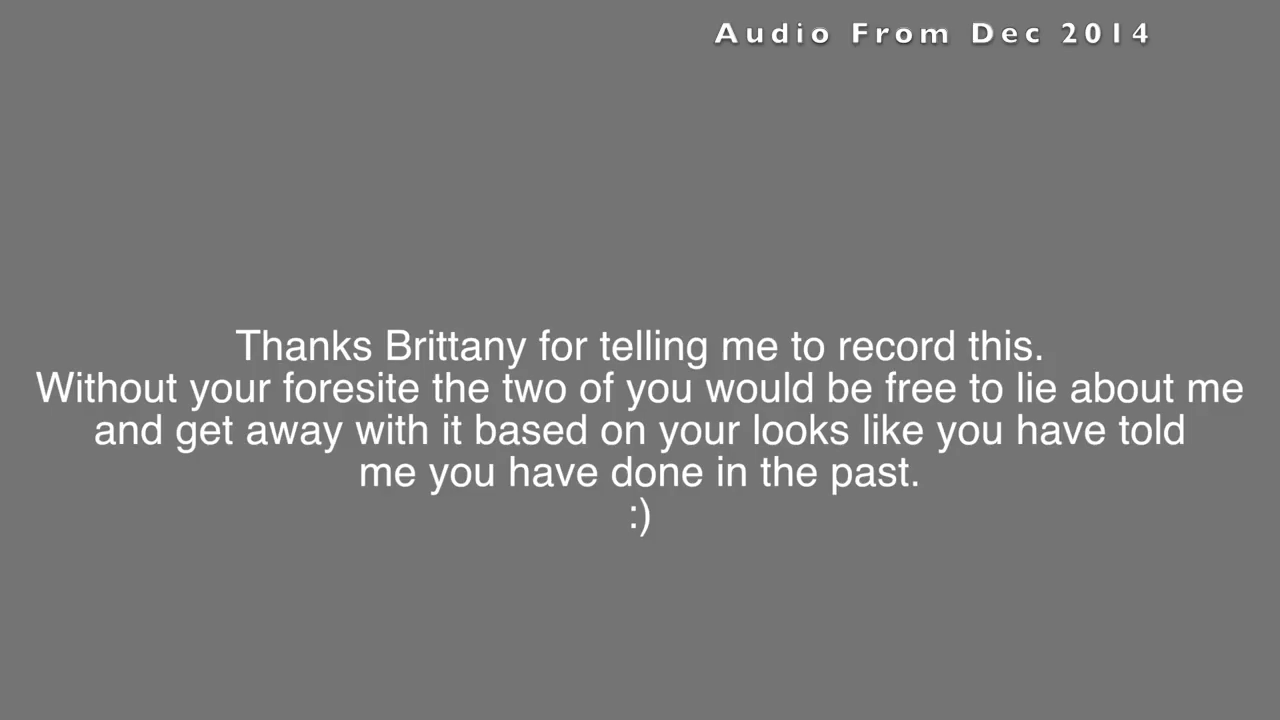 Audio From Dec 2014
Thanks Brittany for telling me to record this.
Without your foresite the two of you would be free to lie about me
and get away with it based on your looks like you have told
me you have done in the past.
:)